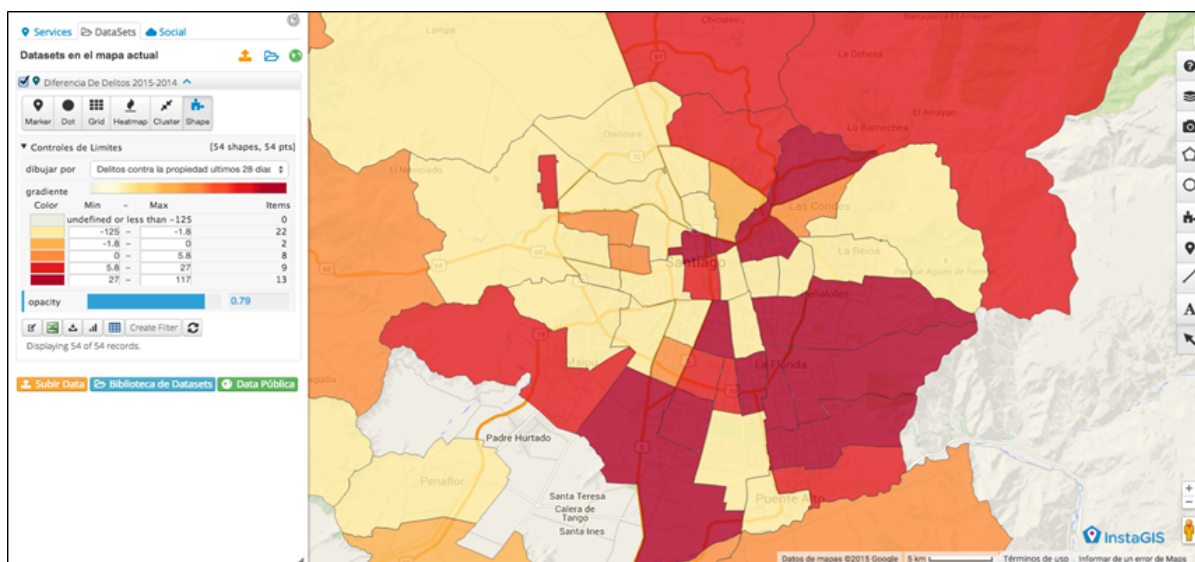 Services DataSets Social
Datasets en el mapa actual
Diferencia De Delitos 2015-2014
Marker Dot Grid Heatmap Cluster Shape
Controles de Limites [54 shapes, 54 pts]
dibujar por Delitos contra la propiedad ultimos 28 dias
gradiente
Color Min – Max Items
undefined or less than -125 0
-125 – -1.8 22
-1.8 – 0 2
0 – 5.8 8
5.8 – 27 9
27 – 117 13
opacity 0.79
Create Filter
Displaying 54 of 54 records.
Subir Data Biblioteca de Datasets Data Pública
Lampa
Chicureo
La Dehesa
El Arrayan
Lo Barnechea
Quilicura
El Noviciado
Las Condes
La Reina
Santiago
Parque Aguas de Ramón
Peñalolén
Maipú
La Florida
Padre Hurtado
Peñaflor
Santa Teresa
Calera de
Tango
Santa Ines
Puente Alto
InstaGIS
Datos de mapas ©2015 Google 5 km Términos de uso Informar de un error de Maps